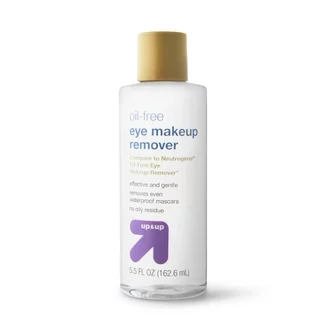 oil-free
eye makeup
remover
Compare to Neutrogena®
Oil-Free Eye
Makeup Remover*
effective and gentle
removes even
waterproof mascara
no oily residue
up&up
5.5 FL OZ (162.6 mL)